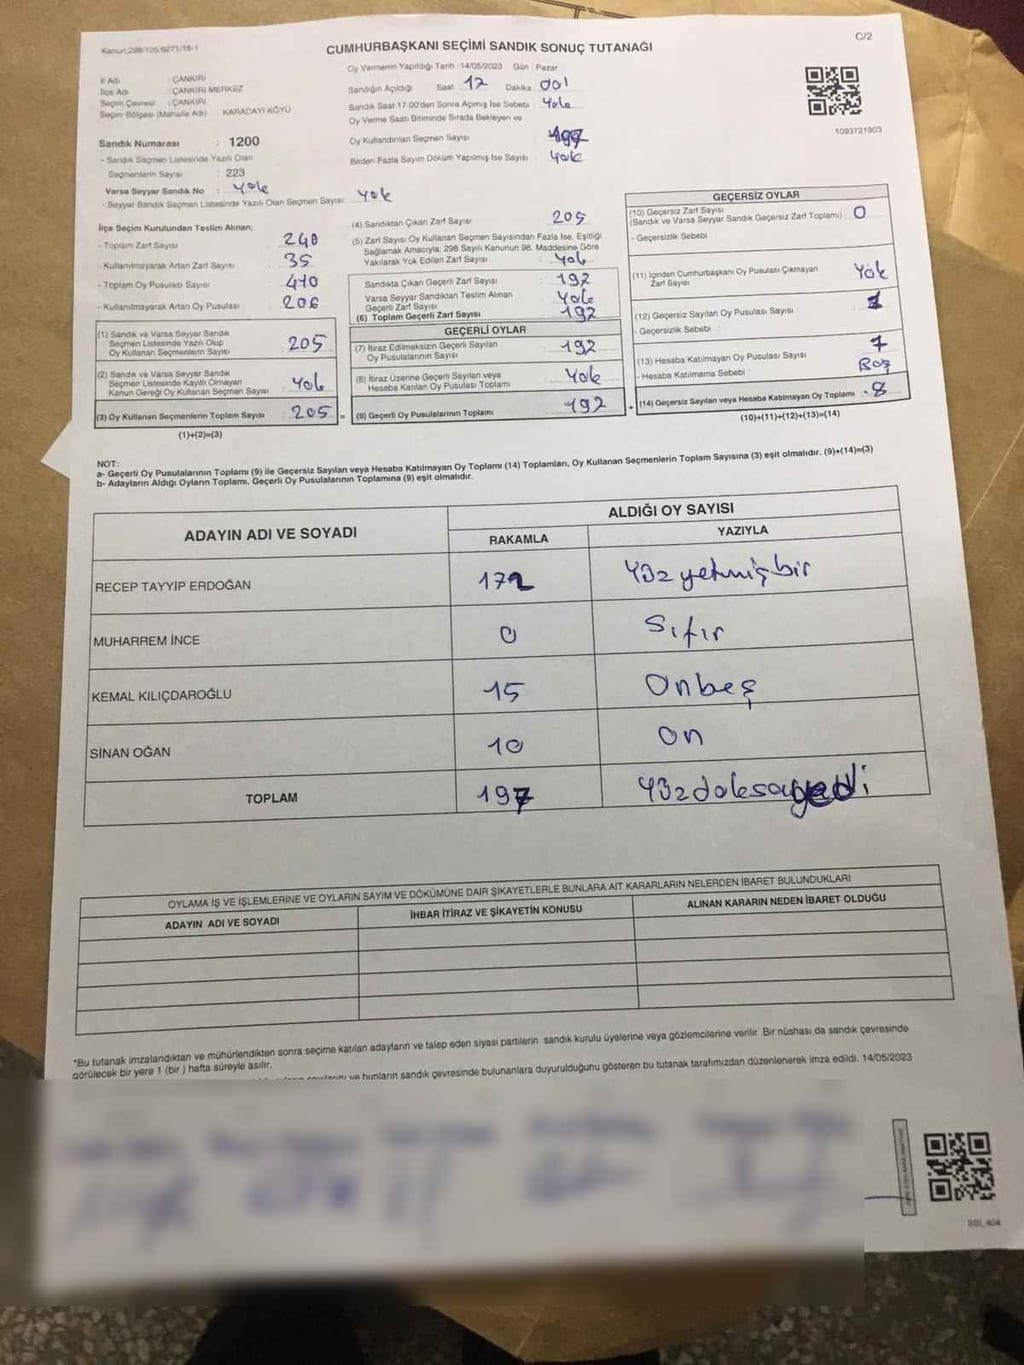 Kanun:298/105,6271/18-1
C/2
CUMHURBAŞKANI SEÇİMİ SANDIK SONUÇ TUTANAĞI
İl Adı : ÇANKIRI
İlçe Adı : ÇANKIRI MERKEZ
Seçim Çevresi : ÇANKIRI
Seçim Bölgesi (Mahalle Adı) : KARADAYI KÖYÜ
Sandık Numarası : 1200
- Sandık Seçmen Listesinde Yazılı Olan
Seçmenlerin Sayısı : 223
Varsa Seyyar Sandık No : Yok
- Seyyar Sandık Seçmen Listesinde Yazılı Olan Seçmen Sayısı: Yok
Oy Vermenin Yapıldığı Tarih :14/05/2023 Gün : Pazar
Sandığın Açıldığı Saat 17 Dakika 00
Sandık Saat 17.00'den Sonra Açımış İse Sebebi : Yok
Oy Verme Saati Bitiminde Sırada Bekleyen ve
Oy Kullandırılan Seçmen Sayısı
Birden Fazla Sayım Döküm Yapılmış İse Sayısı : Yok
1093721903
İlçe Seçim Kurulundan Teslim Alınan;
- Toplam Zarf Sayısı : 240
- Kullanılmayarak Artan Zarf Sayısı : 35
- Toplam Oy Pusulası Sayısı : 410
- Kullanılmayarak Artan Oy Pusulası : 206
(1) Sandık ve Varsa Seyyar Sandık
Seçmen Listesinde Yazılı Olup
Oy Kullanan Seçmenlerin Sayısı : 205
(2) Sandık ve Varsa Seyyar Sandık
Seçmen Listesinde Kayıtlı Olmayan
Kanun Gereği Oy Kullanan Seçmen Sayısı : Yok
(3) Oy Kullanan Seçmenlerin Toplam Sayısı : 205 =
(1)+(2)=(3)
(4) Sandıktan Çıkan Zarf Sayısı : 205
(5) Zarf Sayısı Oy Kullanan Seçmen Sayısından Fazla İse, Eşitliği
Sağlamak Amacıyla; 298 Sayılı Kanunun 98. Maddesine Göre
Yakılarak Yok Edilen Zarf Sayısı : Yok
Sandıkta Çıkan Geçerli Zarf Sayısı : 192
Varsa Seyyar Sandıktan Teslim Alınan
Geçerli Zarf Sayısı : Yok
(6) Toplam Geçerli Zarf Sayısı : 192
GEÇERLİ OYLAR
(7) İtiraz Edilmeksizin Geçerli Sayılan
Oy Pusulalarının Sayısı : 192
(8) İtiraz Üzerine Geçerli Sayılan veya
Hesaba Katılan Oy Pusulası Toplamı : Yok
(9) Geçerli Oy Pusulalarının Toplamı : 192 +
GEÇERSİZ OYLAR
(10) Geçersiz Zarf Sayısı
(Sandık ve Varsa Seyyar Sandık Geçersiz Zarf Toplamı) : 0
- Geçersizlik Sebebi :
(11) İçinden Cumhurbaşkanı Oy Pusulası Çıkmayan
Zarf Sayısı : Yok
(12) Geçersiz Sayılan Oy Pusulası Sayısı : 1
- Geçersizlik Sebebi :
(13) Hesaba Katılmayan Oy Pusulası Sayısı : 7
- Hesaba Katılmama Sebebi : Boş
(14) Geçersiz Sayılan veya Hesaba Katılmayan Oy Toplamı : 8
(10)+(11)+(12)+(13)=(14)
NOT:
a- Geçerli Oy Pusulalarının Toplamı (9) ile Geçersiz Sayılan veya Hesaba Katılmayan Oy Toplamı (14) Toplamları, Oy Kullanan Seçmenlerin Toplam Sayısına (3) eşit olmalıdır. (9)+(14)=(3)
b- Adayların Aldığı Oyların Toplamı, Geçerli Oy Pusulalarının Toplamına (9) eşit olmalıdır.
ADAYIN ADI VE SOYADI ALDIĞI OY SAYISI
RAKAMLA YAZIYLA
RECEP TAYYİP ERDOĞAN 172 Yüz yetmiş bir
MUHARREM İNCE 0 Sıfır
KEMAL KILIÇDAROĞLU 15 Onbeş
SİNAN OĞAN 10 On
TOPLAM 197 Yüzdoksanyedi
OYLAMA İŞ VE İŞLEMLERİNE VE OYLARIN SAYIM VE DÖKÜMÜNE DAİR ŞİKAYETLERLE BUNLARA AİT KARARLARIN NELERDEN İBARET BULUNDUKLARI
ADAYIN ADI VE SOYADI İHBAR İTİRAZ VE ŞİKAYETİN KONUSU ALINAN KARARIN NEDEN İBARET OLDUĞU
*Bu tutanak imzalandıktan ve mühürlendikten sonra seçime katılan adayların ve talep eden siyasi partilerin sandık kurulu üyelerine veya gözlemcilerine verilir. Bir nüshası da sandık çevresinde
görülecek bir yere 1 (bir) hafta süreyle asılır.
ve bunların sandık çevresinde bulunanlara duyurulduğunu gösteren bu tutanak tarafımızdan düzenlenerek imza edildi. 14/05/2023